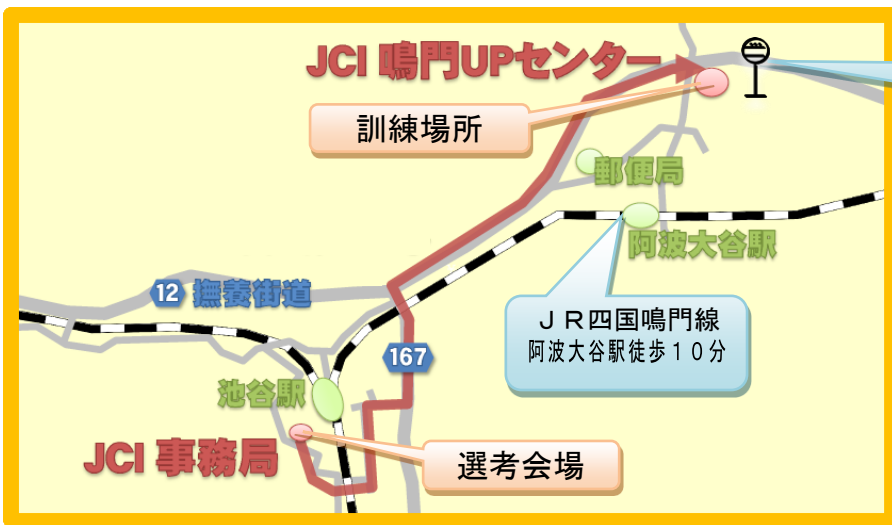 JCI 鳴門UPセンター
訓練場所
郵便局
阿波大谷駅
12 撫養街道
ＪＲ四国鳴門線
阿波大谷駅徒歩１０分
167
池谷駅
JCI 事務局
選考会場